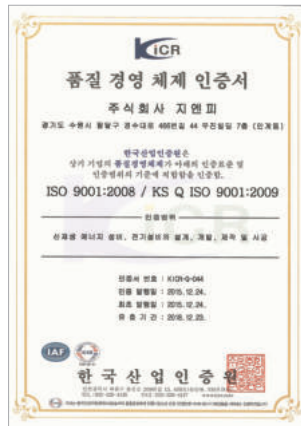 KICR
품질 경영 체제 인증서
주식회사 지엔피
경기도 수원시 팔달구 경수대로 466번길 44 무진빌딩 7층 (인계동)
한국산업인증원은
상기 기업의 품질경영체제가 아래의 인증표준 및
인증범위의 기준에 적합함을 인증함.
ISO 9001:2008 / KS Q ISO 9001:2009
인증범위
신재생 에너지 설비, 전기설비의 설계, 개발, 제작 및 시공
인증서 번호 : KICR-Q-044
인증 발행일 : 2015.12.24.
최초 발행일 : 2015.12.24.
유효기간 : 2018.12.23.
IAF
한국산업인증원